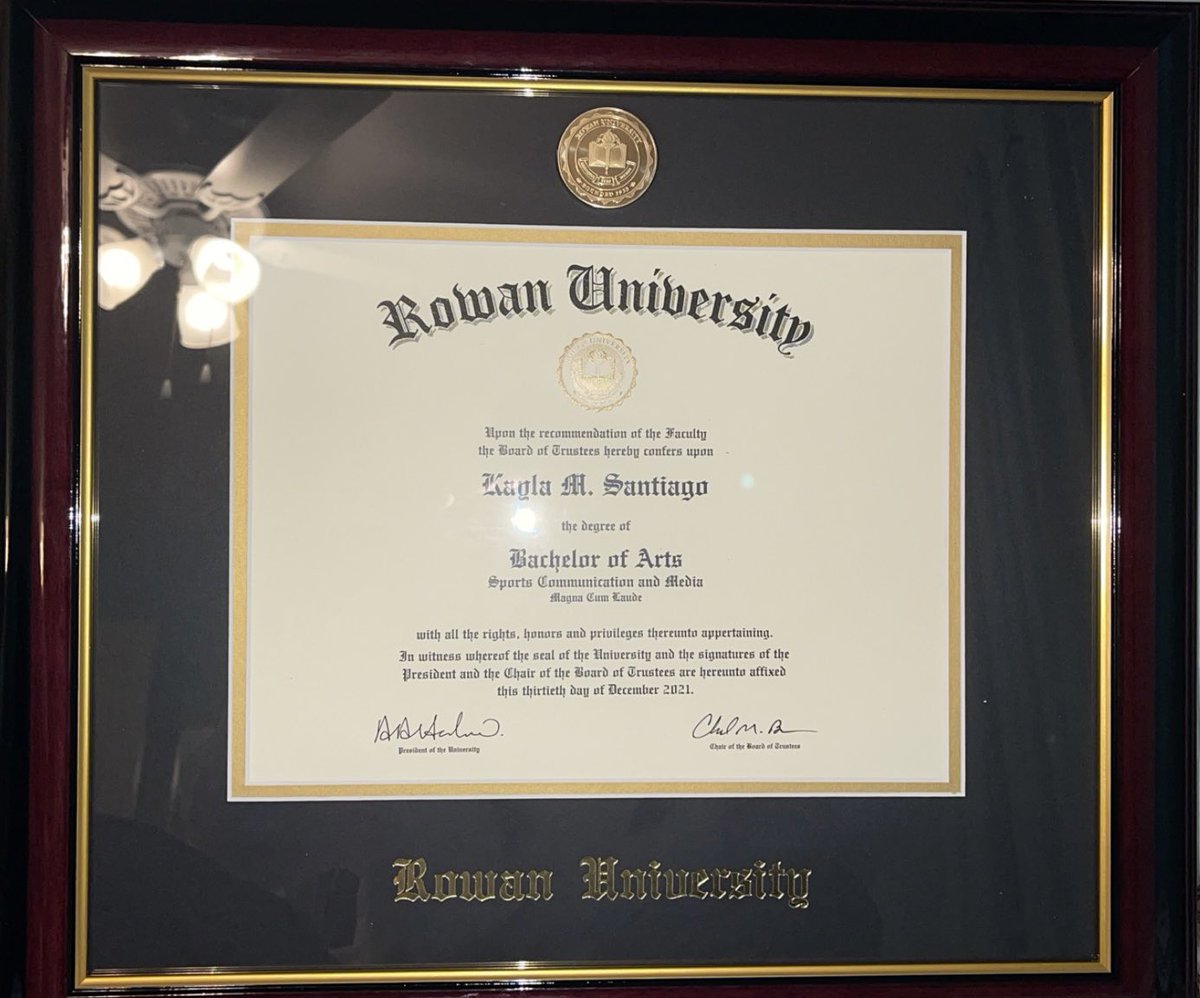 ROWAN UNIVERSITY
FOUNDED 1923
Rowan University
Upon the recommendation of the Faculty
the Board of Trustees hereby confers upon
Kayla M. Santiago
the degree of
Bachelor of Arts
Sports Communication and Media
Magna Cum Laude
with all the rights, honors and privileges thereunto appertaining.
In witness whereof the seal of the University and the signatures of the
President and the Chair of the Board of Trustees are hereunto affixed
this thirtieth day of December 2021.
President of the University
Chair of the Board of Trustees
Rowan University